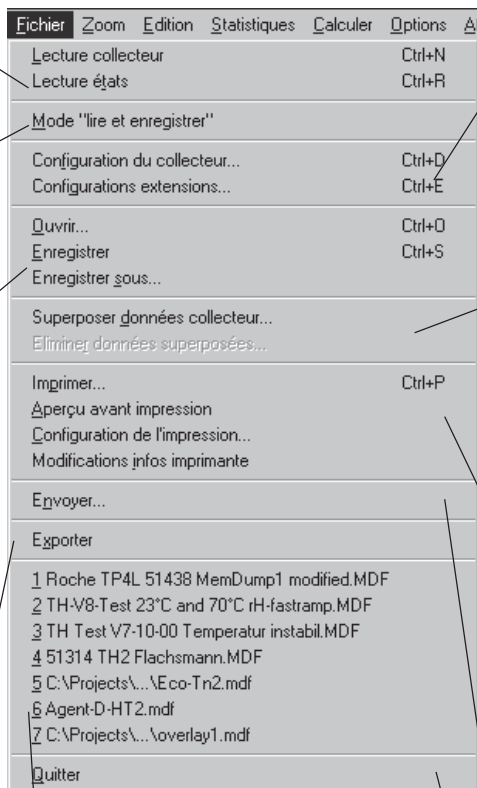 Fichier Zoom Edition Statistiques Calculer Options
Lecture collecteur Ctrl+N
Lecture états Ctrl+R
Mode "lire et enregistrer"
Configuration du collecteur... Ctrl+D
Configurations extensions... Ctrl+E
Ouvrir... Ctrl+O
Enregistrer Ctrl+S
Enregistrer sous...
Superposer données collecteur...
Eliminer données superposées...
Imprimer... Ctrl+P
Aperçu avant impression
Configuration de l'impression...
Modifications infos imprimante
Envoyer...
Exporter
1 Roche TP4L 51438 MemDump1 modified.MDF
2 TH-V8-Test 23°C and 70°C rH-fastramp.MDF
3 TH Test V7-10-00 Temperatur instabil.MDF
4 51314 TH2 Flachsmann.MDF
5 C:\Projects\...\Eco-Tn2.mdf
6 Agent-D-HT2.mdf
7 C:\Projects\...\overlay1.mdf
Quitter